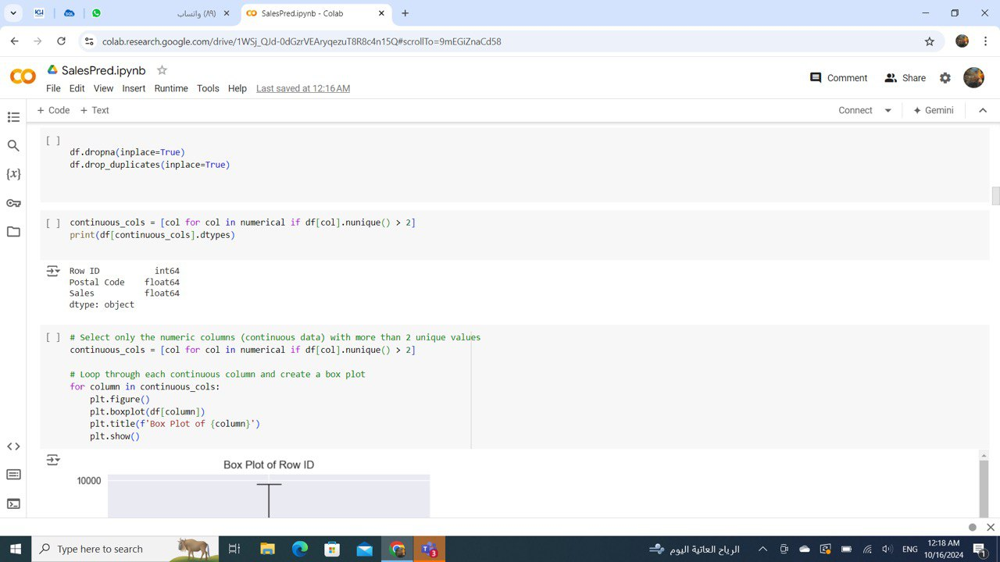 (٨٩) واتساب
SalesPred.ipynb - Colab
colab.research.google.com/drive/1WSj_QJd-0dGzrVEAryqezuT8R8c4n15Q#scrollTo=9mEGiZnaCd58
SalesPred.ipynb
Comment Share
File Edit View Insert Runtime Tools Help Last saved at 12:16 AM
+ Code + Text Connect Gemini
[ ]
df.dropna(inplace=True)
df.drop_duplicates(inplace=True)
[ ] continuous_cols = [col for col in numerical if df[col].nunique() > 2]
print(df[continuous_cols].dtypes)
Row ID int64
Postal Code float64
Sales float64
dtype: object
[ ] # Select only the numeric columns (continuous data) with more than 2 unique values
continuous_cols = [col for col in numerical if df[col].nunique() > 2]
# Loop through each continuous column and create a box plot
for column in continuous_cols:
plt.figure()
plt.boxplot(df[column])
plt.title(f'Box Plot of {column}')
plt.show()
Box Plot of Row ID
10000
Type here to search
3
الرياح العاتية اليوم
ENG
12:18 AM
10/16/2024